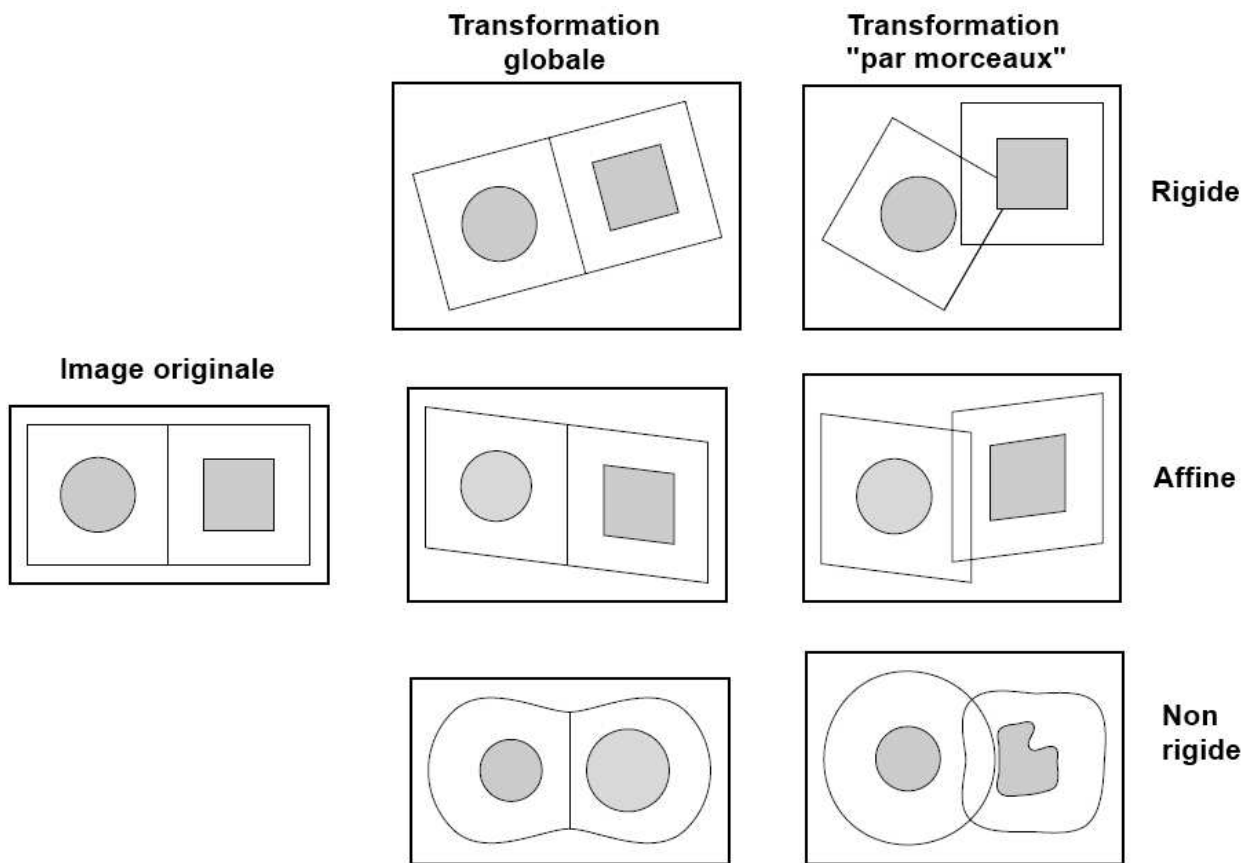 Transformation
globale
Transformation
"par morceaux"
Rigide
Image originale
Affine
Non
rigide